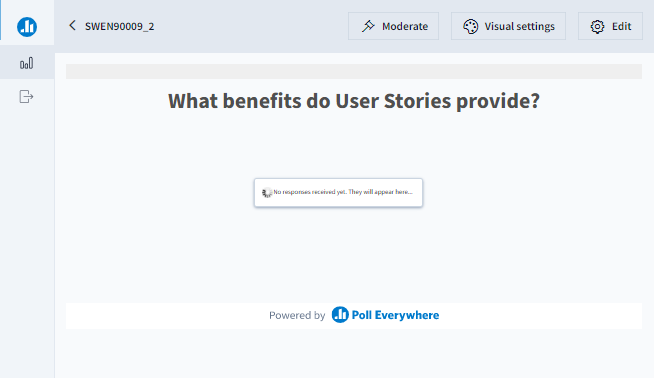 SWEN90009_2
Moderate
Visual settings
Edit
What benefits do User Stories provide?
No responses received yet. They will appear here...
Powered by Poll Everywhere